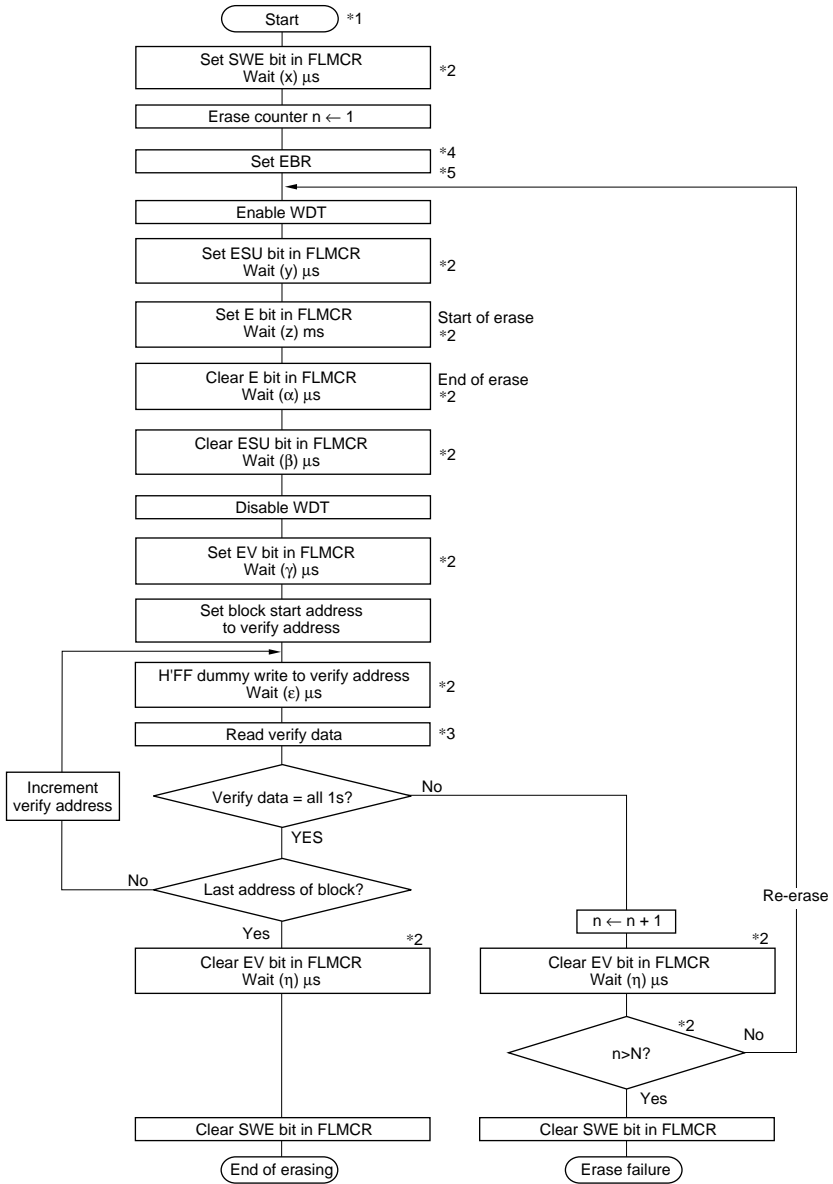 Start *1
Set SWE bit in FLMCR
Wait (x) μs
*2
Erase counter n ← 1
Set EBR
*4
*5
Enable WDT
Set ESU bit in FLMCR
Wait (y) μs
*2
Set E bit in FLMCR
Wait (z) ms
Start of erase
*2
Clear E bit in FLMCR
Wait (α) μs
End of erase
*2
Clear ESU bit in FLMCR
Wait (β) μs
*2
Disable WDT
Set EV bit in FLMCR
Wait (γ) μs
*2
Set block start address
to verify address
H'FF dummy write to verify address
Wait (ε) μs
*2
Read verify data *3
Increment
verify address
Verify data = all 1s?
No
YES
Last address of block?
No
Yes
Re-erase
n ← n + 1
*2
Clear EV bit in FLMCR
Wait (η) μs
*2
Clear EV bit in FLMCR
Wait (η) μs
*2
n>N?
No
Yes
Clear SWE bit in FLMCR
Clear SWE bit in FLMCR
End of erasing
Erase failure